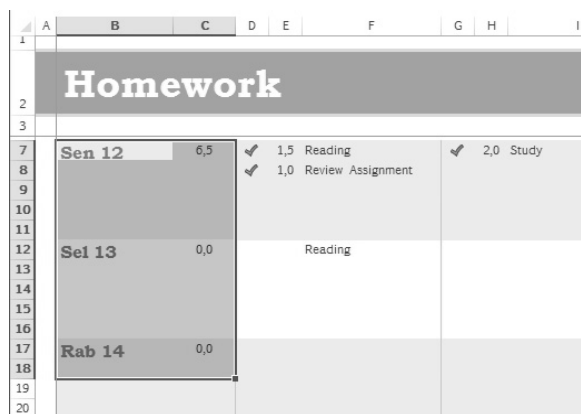 A B C D E F G H I
1
2 Homework
3
7 Sen 12 6,5 1,5 Reading 2,0 Study
8 1,0 Review Assignment
9
10
11
12 Sel 13 0,0 Reading
13
14
15
16
17 Rab 14 0,0
18
19
20